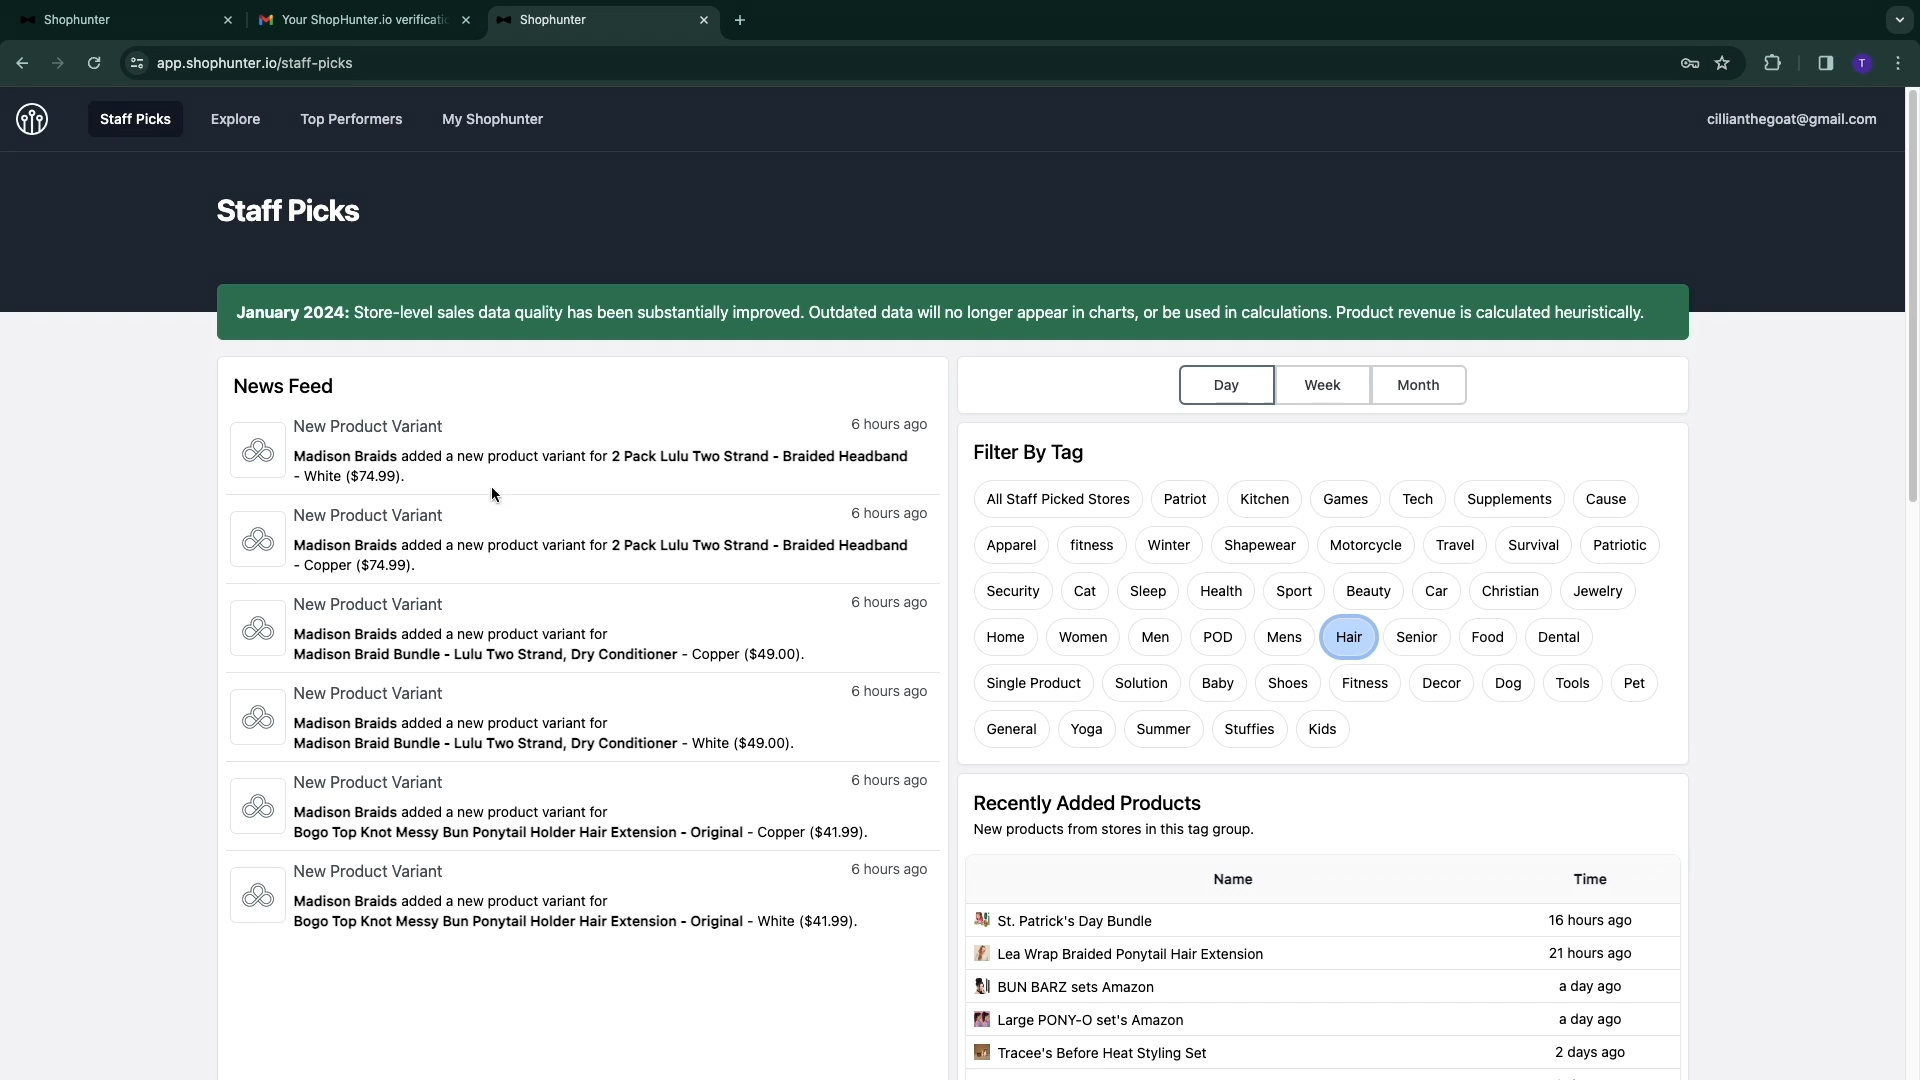 Shophunter
Your ShopHunter.io verificati
Shophunter
app.shophunter.io/staff-picks
T
Staff Picks
Explore
Top Performers
My Shophunter
cillianthegoat@gmail.com
Staff Picks
January 2024: Store-level sales data quality has been substantially improved. Outdated data will no longer appear in charts, or be used in calculations. Product revenue is calculated heuristically.
News Feed
New Product Variant
6 hours ago
Madison Braids added a new product variant for 2 Pack Lulu Two Strand - Braided Headband
- White ($74.99).
New Product Variant
6 hours ago
Madison Braids added a new product variant for 2 Pack Lulu Two Strand - Braided Headband
- Copper ($74.99).
New Product Variant
6 hours ago
Madison Braids added a new product variant for
Madison Braid Bundle - Lulu Two Strand, Dry Conditioner - Copper ($49.00).
New Product Variant
6 hours ago
Madison Braids added a new product variant for
Madison Braid Bundle - Lulu Two Strand, Dry Conditioner - White ($49.00).
New Product Variant
6 hours ago
Madison Braids added a new product variant for
Bogo Top Knot Messy Bun Ponytail Holder Hair Extension - Original - Copper ($41.99).
New Product Variant
6 hours ago
Madison Braids added a new product variant for
Bogo Top Knot Messy Bun Ponytail Holder Hair Extension - Original - White ($41.99).
Day
Week
Month
Filter By Tag
All Staff Picked Stores
Patriot
Kitchen
Games
Tech
Supplements
Cause
Apparel
fitness
Winter
Shapewear
Motorcycle
Travel
Survival
Patriotic
Security
Cat
Sleep
Health
Sport
Beauty
Car
Christian
Jewelry
Home
Women
Men
POD
Mens
Hair
Senior
Food
Dental
Single Product
Solution
Baby
Shoes
Fitness
Decor
Dog
Tools
Pet
General
Yoga
Summer
Stuffies
Kids
Recently Added Products
New products from stores in this tag group.
Name
Time
St. Patrick's Day Bundle
16 hours ago
Lea Wrap Braided Ponytail Hair Extension
21 hours ago
BUN BARZ sets Amazon
a day ago
Large PONY-O set's Amazon
a day ago
Tracee's Before Heat Styling Set
2 days ago